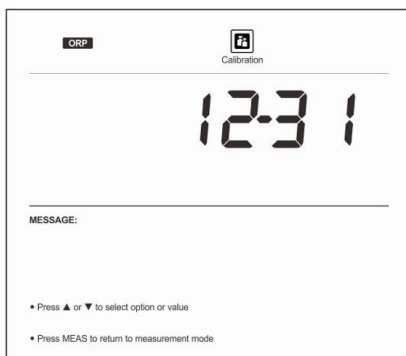 ORP
Calibration
12-31
MESSAGE:
• Press ▲ or ▼ to select option or value
• Press MEAS to return to measurement mode